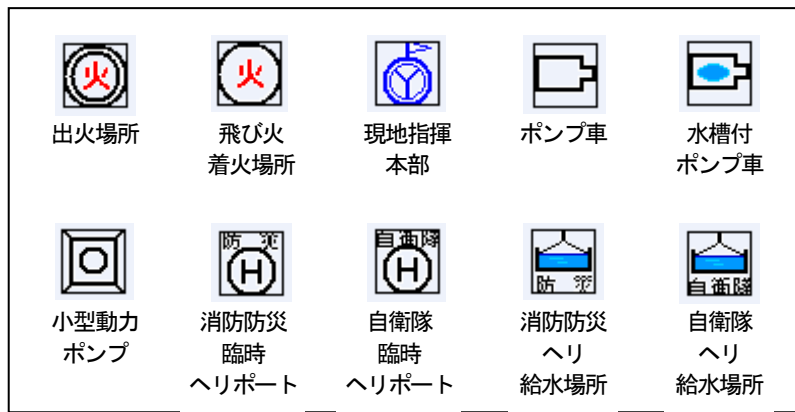 火
火
出火場所
飛び火
着火場所
現地指揮
本部
ポンプ車
水槽付
ポンプ車
防災
H
自衛隊
H
防災
自衛隊
小型動力
ポンプ
消防防災
臨時
ヘリポート
自衛隊
臨時
ヘリポート
消防防災
ヘリ
給水場所
自衛隊
ヘリ
給水場所